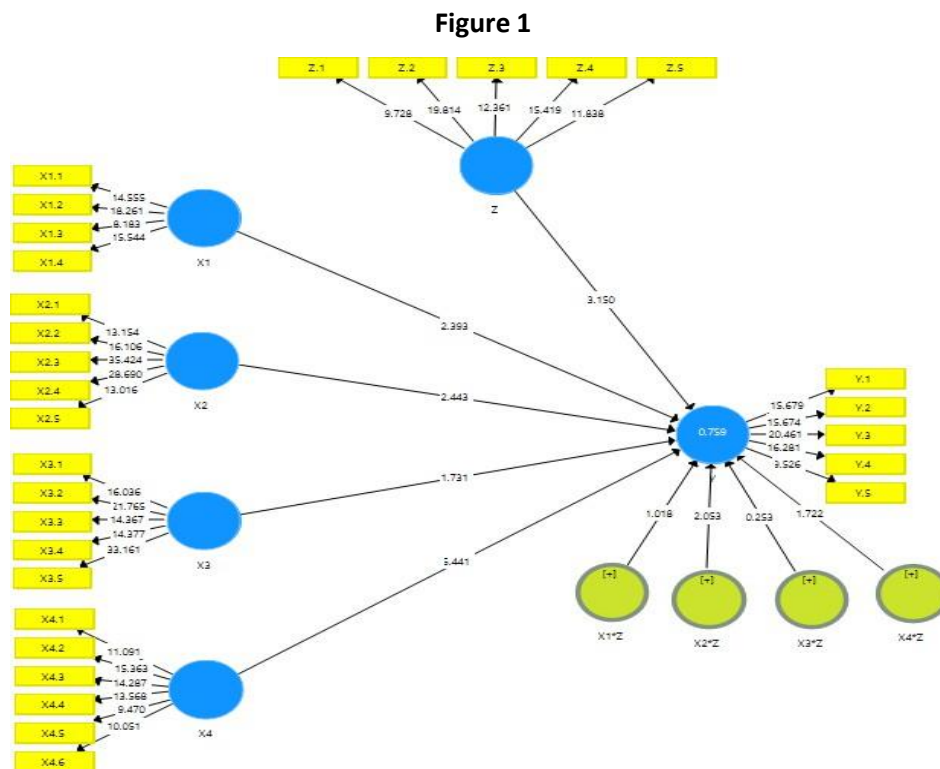 Figure 1
Z.1
Z.2
Z.3
Z.4
Z.5
9.728
19.814
12.361
15.419
11.838
Z
X1.1
X1.2
X1.3
X1.4
14.555
18.261
8.183
15.544
X1
X2.1
X2.2
X2.3
X2.4
X2.5
13.154
16.106
35.424
28.690
13.016
X2
X3.1
X3.2
X3.3
X3.4
X3.5
16.036
21.765
14.367
14.377
33.161
X3
X4.1
X4.2
X4.3
X4.4
X4.5
X4.6
11.091
15.363
14.287
13.568
9.470
10.051
X4
3.150
2.393
2.443
1.731
0.759
Y.1
Y.2
Y.3
Y.4
Y.5
15.679
15.674
20.461
16.281
1.018
2.053
0.253
1.722
[+]
[+]
[+]
[+]
X1*Z
X2*Z
X3*Z
X4*Z